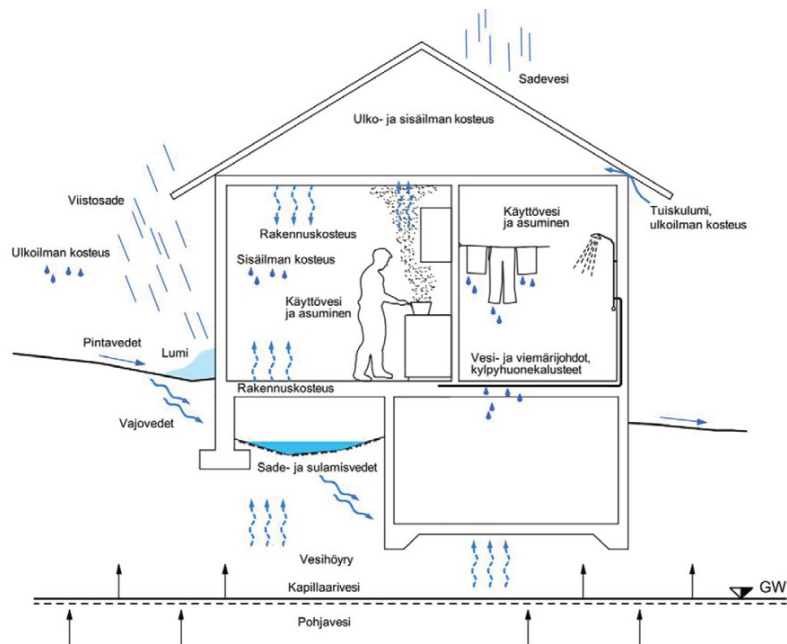 Sadevesi
Ulko- ja sisäilman kosteus
Viistosade
Ulkoilman kosteus
Rakennuskosteus
Sisäilman kosteus
Käyttövesi
ja asuminen
Käyttövesi
ja asuminen
Tuiskulumi,
ulkoilman kosteus
Pintavedet
Lumi
Vesi- ja viemärijohdot,
kylpyhuonekalusteet
Rakennuskosteus
Vajovedet
Sade- ja sulamisvedet
Vesihöyry
Kapillaarivesi
GW
Pohjavesi